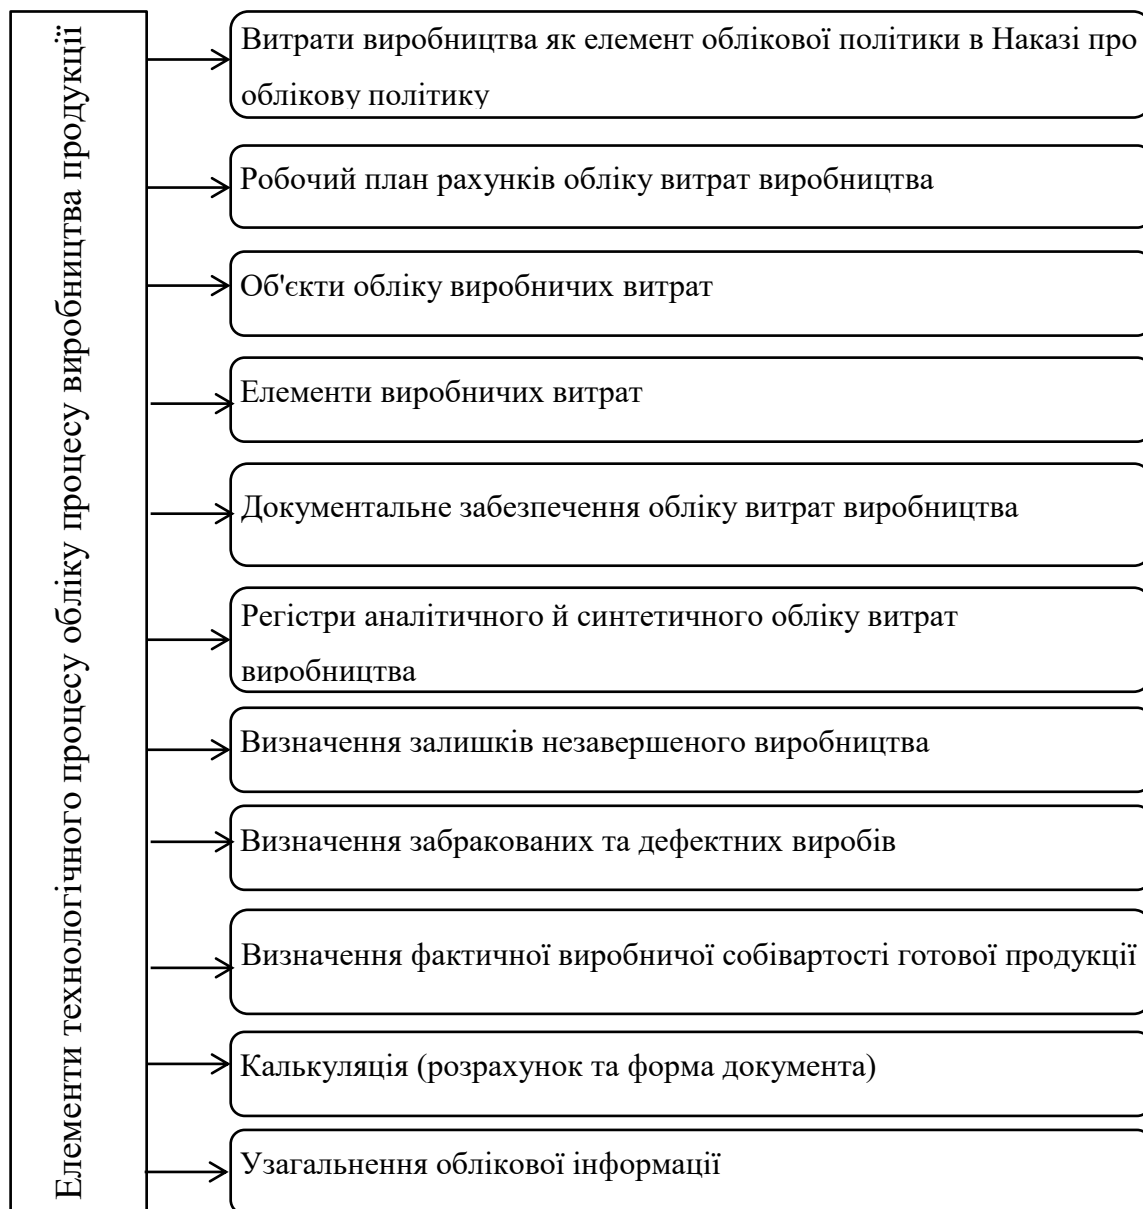 Елементи технологічного процесу обліку процесу виробництва продукції
Витрати виробництва як елемент облікової політики в Наказі про
облікову політику
Робочий план рахунків обліку витрат виробництва
Об'єкти обліку виробничих витрат
Елементи виробничих витрат
Документальне забезпечення обліку витрат виробництва
Регістри аналітичного й синтетичного обліку витрат
виробництва
Визначення залишків незавершеного виробництва
Визначення забракованих та дефектних виробів
Визначення фактичної виробничої собівартості готової продукції
Калькуляція (розрахунок та форма документа)
Узагальнення облікової інформації